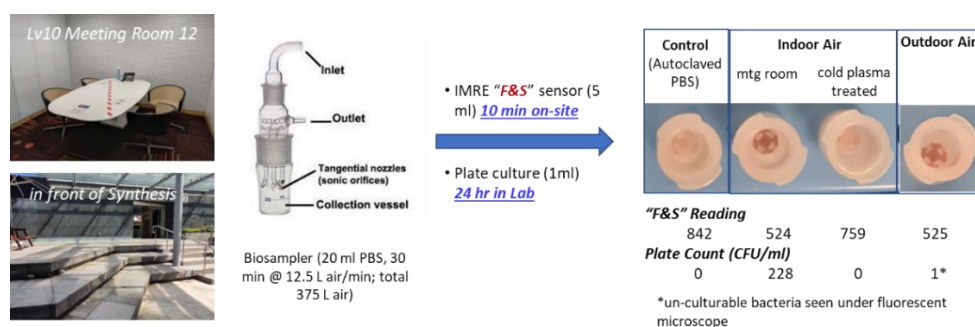 Lv10 Meeting Room 12
in front of Synthesis
Inlet
Outlet
Tangential nozzles
(sonic orifices)
Collection vessel
20
Biosampler (20 ml PBS, 30
min @ 12.5 L air/min; total
375 L air)
• IMRE “F&S” sensor (5
ml) 10 min on-site
• Plate culture (1ml)
24 hr in Lab
Control
(Autoclaved
PBS)
Indoor Air
mtg room
cold plasma
treated
Outdoor Air
“F&S” Reading
842 524 759 525
Plate Count (CFU/ml)
0 228 0 1*
*un-culturable bacteria seen under fluorescent
microscope